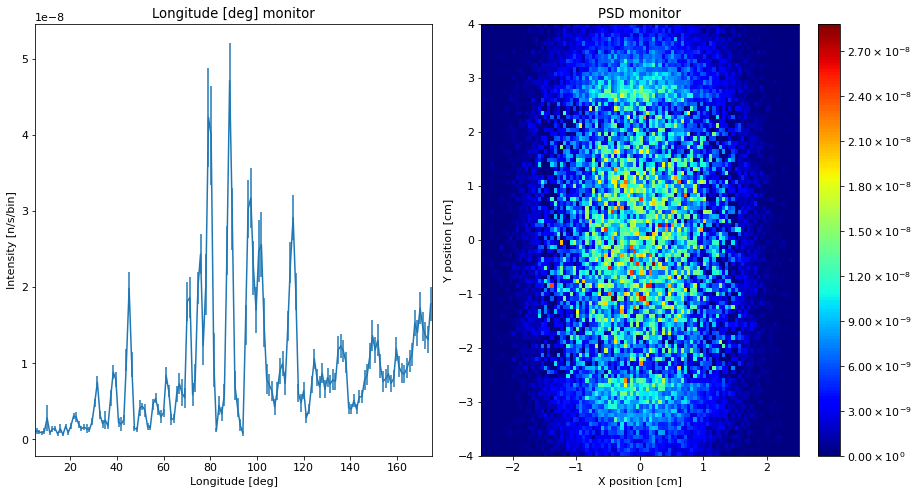 Longitude [deg] monitor
1e−8
5
4
3
2
1
0
Intensity [n/s/bin]
20 40 60 80 100 120 140 160
Longitude [deg]
PSD monitor
4
3
2
1
0
−1
−2
−3
−4
Y position [cm]
−2 −1 0 1 2
X position [cm]
2.70 × 10⁻⁸
2.40 × 10⁻⁸
2.10 × 10⁻⁸
1.80 × 10⁻⁸
1.50 × 10⁻⁸
1.20 × 10⁻⁸
9.00 × 10⁻⁹
6.00 × 10⁻⁹
3.00 × 10⁻⁹
0.00 × 10⁰